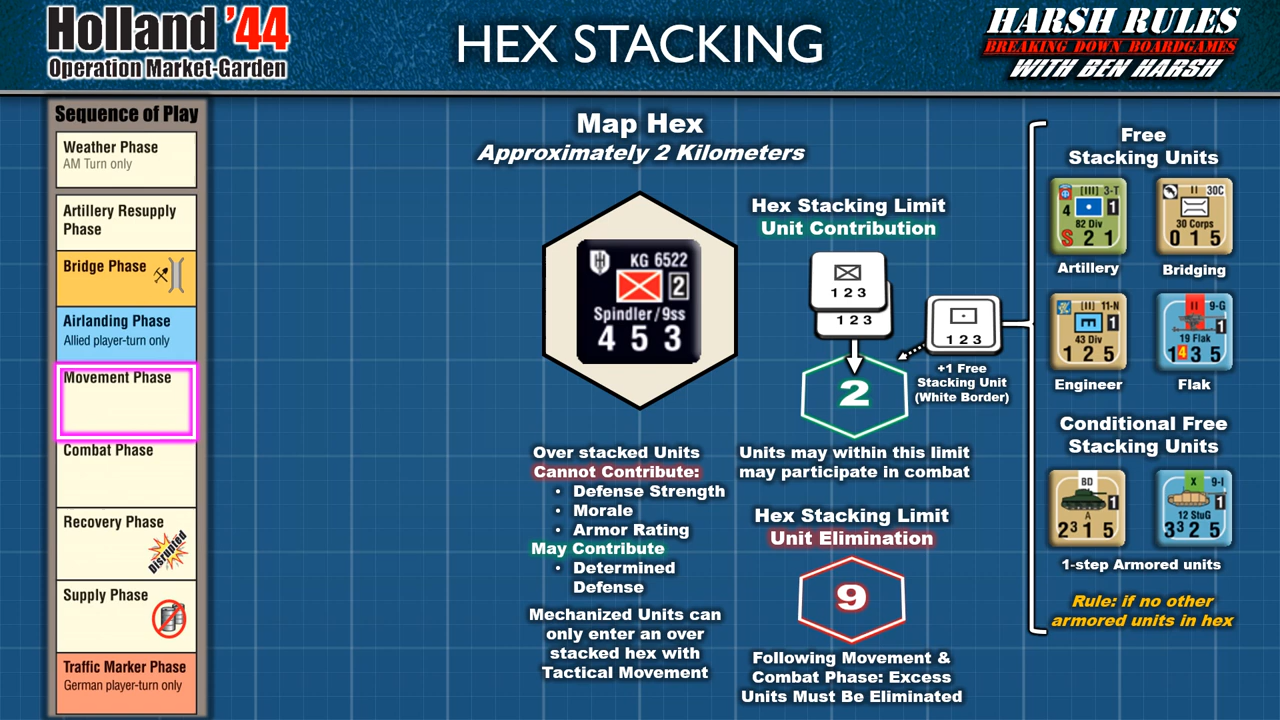 Holland '44
Operation Market-Garden
HEX STACKING
HARSH RULES
BREAKING DOWN BOARDGAMES
WITH BEN HARSH
Sequence of Play
Weather Phase
AM Turn only
Artillery Resupply
Phase
Bridge Phase
Airlanding Phase
Allied player-turn only
Movement Phase
Combat Phase
Recovery Phase
Disrupted
Supply Phase
Traffic Marker Phase
German player-turn only
Map Hex
Approximately 2 Kilometers
KG 6522
2
Spindler/9ss
4 5 3
Over stacked Units
Cannot Contribute:
• Defense Strength
• Morale
• Armor Rating
May Contribute
• Determined
Defense
Mechanized Units can
only enter an over
stacked hex with
Tactical Movement
Hex Stacking Limit
Unit Contribution
1 2 3
1 2 3
1 2 3
2
+1 Free
Stacking Unit
(White Border)
Units may within this limit
may participate in combat
Hex Stacking Limit
Unit Elimination
9
Following Movement &
Combat Phase: Excess
Units Must Be Eliminated
Free
Stacking Units
[III] 3-T
4 1
82 Div
S 2 1
Artillery
II 30C
30 Corps
0 1 5
Bridging
[II] 11-N
1
43 Div
1 2 5
Engineer
II 9-G
1
19 Flak
1 4 3 5
Flak
Conditional Free
Stacking Units
BD
1
A
2³ 1 5
X 9-I
1
12 StuG
3³ 2 5
1-step Armored units
Rule: if no other
armored units in hex